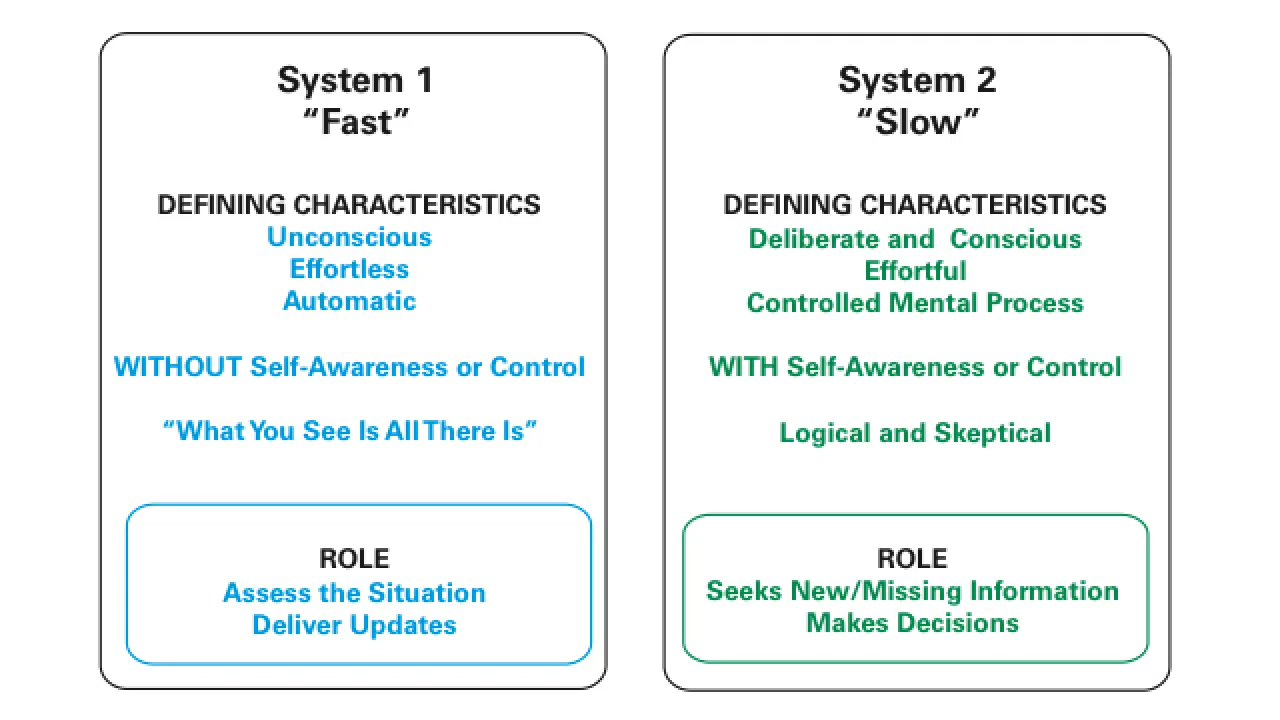 System 1
“Fast”
DEFINING CHARACTERISTICS
Unconscious
Effortless
Automatic
WITHOUT Self-Awareness or Control
“What You See Is All There Is”
ROLE
Assess the Situation
Deliver Updates
System 2
“Slow”
DEFINING CHARACTERISTICS
Deliberate and Conscious
Effortful
Controlled Mental Process
WITH Self-Awareness or Control
Logical and Skeptical
ROLE
Seeks New/Missing Information
Makes Decisions